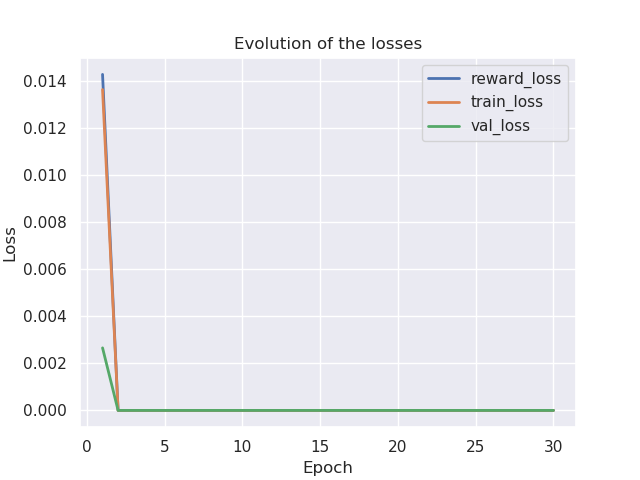 Evolution of the losses
reward_loss
train_loss
val_loss
0.014
0.012
0.010
0.008
0.006
0.004
0.002
0.000
Loss
0 5 10 15 20 25 30
Epoch